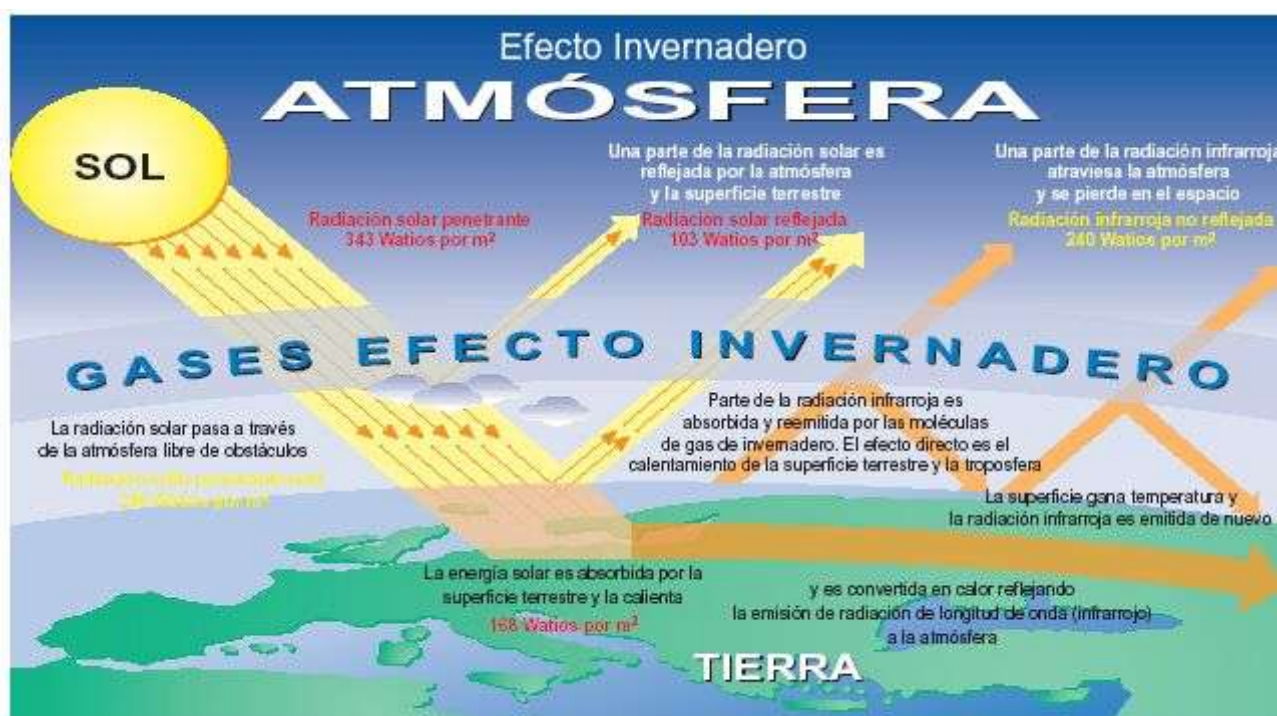 Efecto Invernadero
ATMÓSFERA
SOL
Una parte de la radiación solar es
reflejada por la atmósfera
y la superficie terrestre
Una parte de la radiación infrarroja
atraviesa la atmósfera
y se pierde en el espacio
Radiación solar penetrante
343 Watios por m²
Radiación solar reflejada
103 Watios por m²
Radiación infrarroja no reflejada
240 Watios por m²
GASES EFECTO INVERNADERO
La radiación solar pasa a través
de la atmósfera libre de obstáculos
Parte de la radiación infrarroja es
absorbida y reemitida por las moléculas
de gas de invernadero. El efecto directo es el
calentamiento de la superficie terrestre y la troposfera
La superficie gana temperatura y
la radiación infrarroja es emitida de nuevo
La energía solar es absorbida por la
superficie terrestre y la calienta
168 Watios por m²
y es convertida en calor reflejando
la emisión de radiación de longitud de onda (infrarrojo)
a la atmósfera
TIERRA